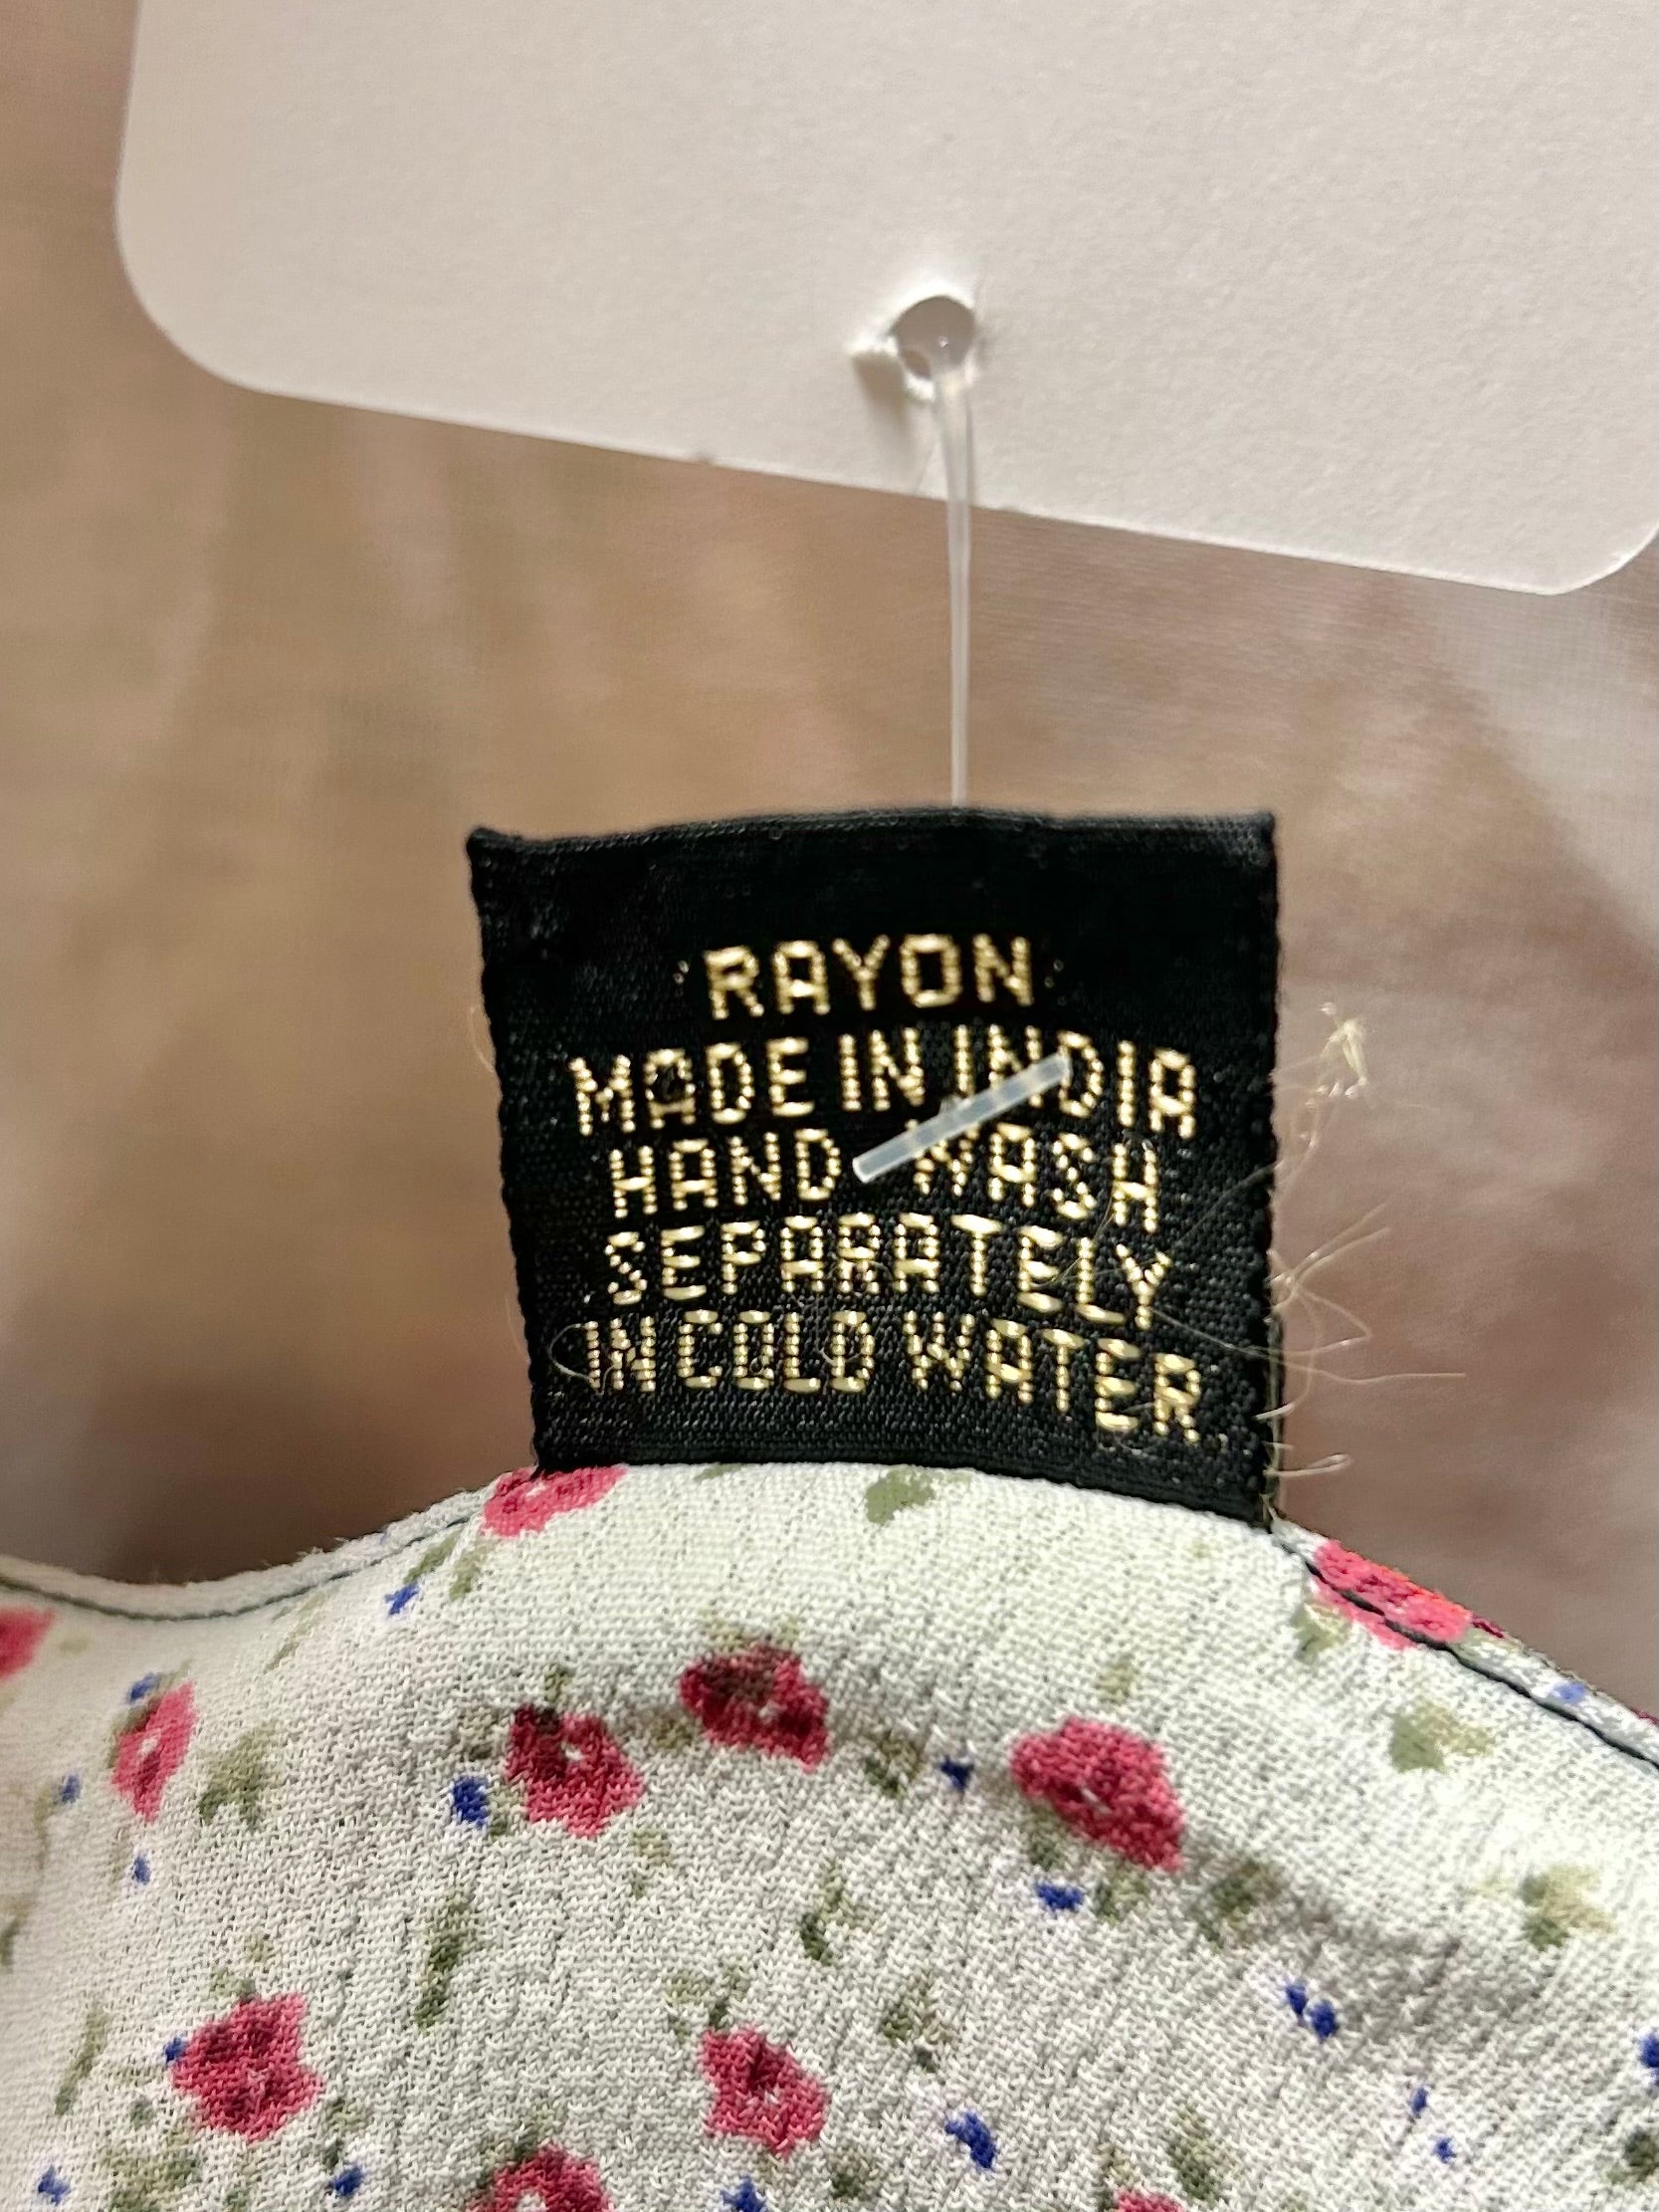 RAYON
MADE IN INDIA
HAND WASH
SEPARATELY
IN COLD WATER.